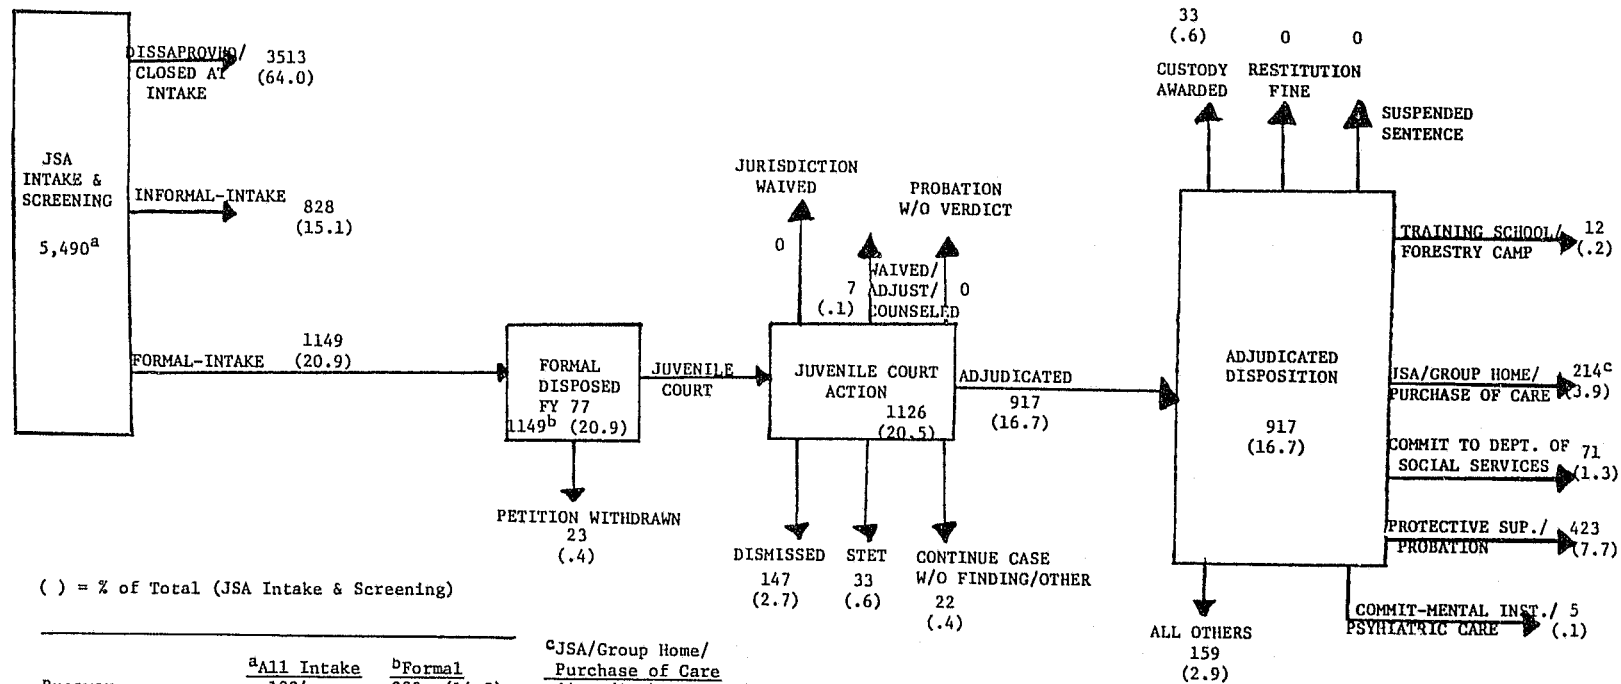 DISSAPROVED/
CLOSED AT
INTAKE
3513
(64.0)
JSA
INTAKE &
SCREENING
5,490a
INFORMAL-INTAKE
828
(15.1)
FORMAL-INTAKE
1149
(20.9)
FORMAL
DISPOSED
FY 77
1149b (20.9)
PETITION WITHDRAWN
23
(.4)
JUVENILE
COURT
JURISDICTION
WAIVED
0
7
(.1)
WAIVED/
ADJUST/
COUNSELED
PROBATION
W/O VERDICT
0
JUVENILE COURT
ACTION
1126
(20.5)
DISMISSED
147
(2.7)
STET
33
(.6)
CONTINUE CASE
W/O FINDING/OTHER
22
(.4)
ADJUDICATED
917
(16.7)
33
(.6)
CUSTODY
AWARDED
0
RESTITUTION
FINE
0
SUSPENDED
SENTENCE
ADJUDICATED
DISPOSITION
917
(16.7)
TRAINING SCHOOL/
FORESTRY CAMP
12
(.2)
JSA/GROUP HOME/
PURCHASE OF CARE
214c
(3.9)
COMMIT TO DEPT. OF
SOCIAL SERVICES
71
(1.3)
PROTECTIVE SUP./
PROBATION
423
(7.7)
COMMIT-MENTAL INST./
PSYHIATRIC CARE
5
(.1)
ALL OTHERS
159
(2.9)
( ) = % of Total (JSA Intake & Screening)
aAll Intake
bFormal
cJSA/Group Home/
Purchase of Care